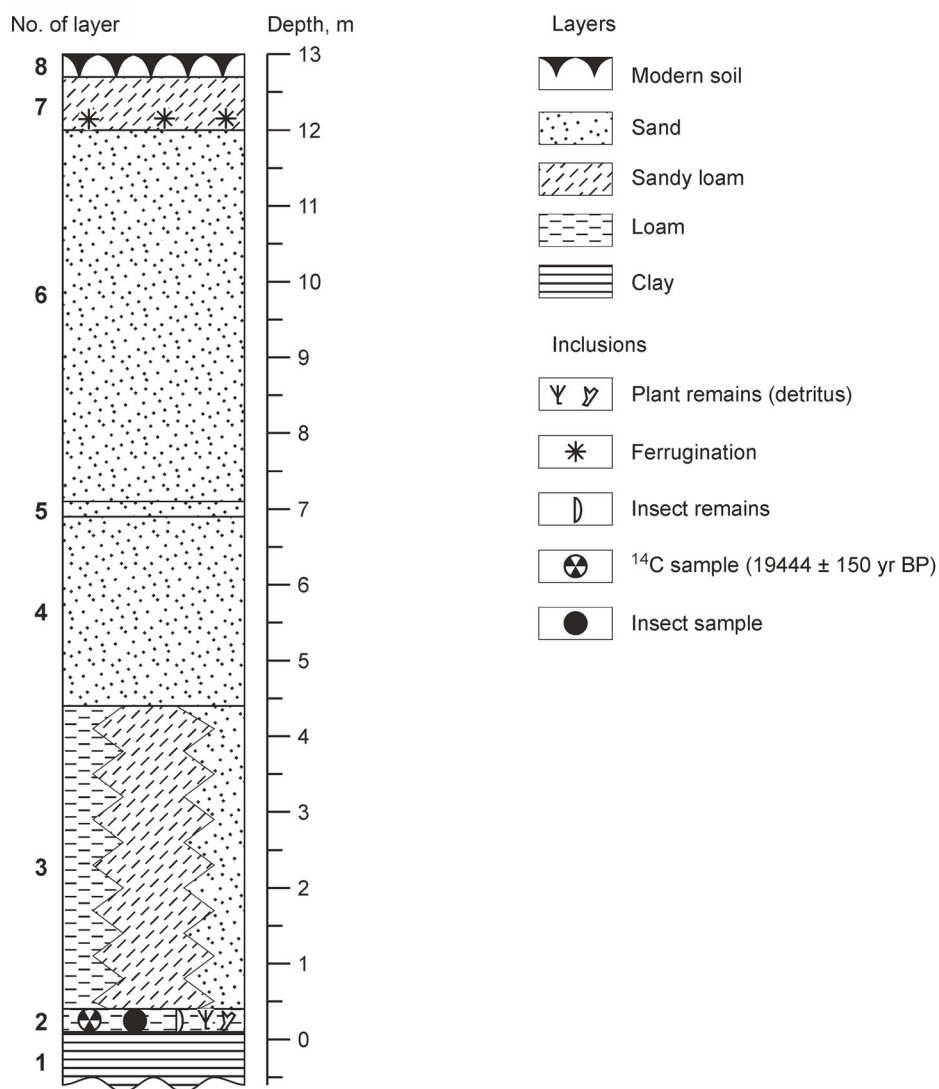 No. of layer
Depth, m
8
7
6
5
4
3
2
1
13
12
11
10
9
8
7
6
5
4
3
2
1
0
Layers
Modern soil
Sand
Sandy loam
Loam
Clay
Inclusions
Plant remains (detritus)
Ferrugination
Insect remains
¹⁴C sample (19444 ± 150 yr BP)
Insect sample